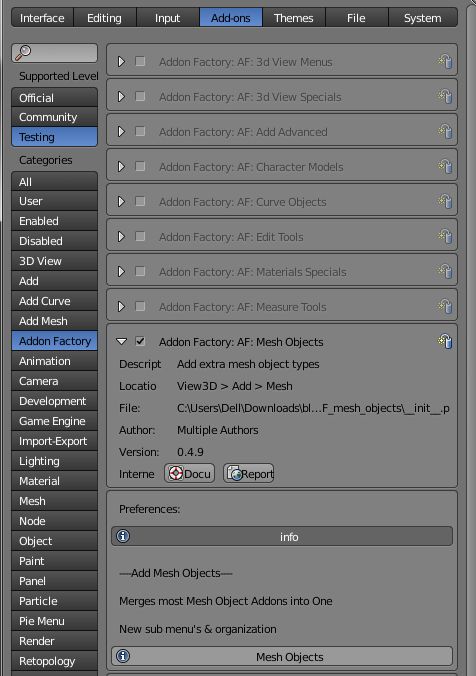 Interface Editing Input Add-ons Themes File System
Supported Level
Official
Community
Testing
Categories
All
User
Enabled
Disabled
3D View
Add
Add Curve
Add Mesh
Addon Factory
Animation
Camera
Development
Game Engine
Import-Export
Lighting
Material
Mesh
Node
Object
Paint
Panel
Particle
Pie Menu
Render
Retopology
Addon Factory: AF: 3d View Menus
Addon Factory: AF: 3d View Specials
Addon Factory: AF: Add Advanced
Addon Factory: AF: Character Models
Addon Factory: AF: Curve Objects
Addon Factory: AF: Edit Tools
Addon Factory: AF: Materials Specials
Addon Factory: AF: Measure Tools
Addon Factory: AF: Mesh Objects
Descript Add extra mesh object types
Locatio View3D > Add > Mesh
File: C:\Users\Dell\Downloads\bl...F_mesh_objects\__init__.p
Author: Multiple Authors
Version: 0.4.9
Interne Docu Report
Preferences:
info
---Add Mesh Objects---
Merges most Mesh Object Addons into One
New sub menu's & organization
Mesh Objects